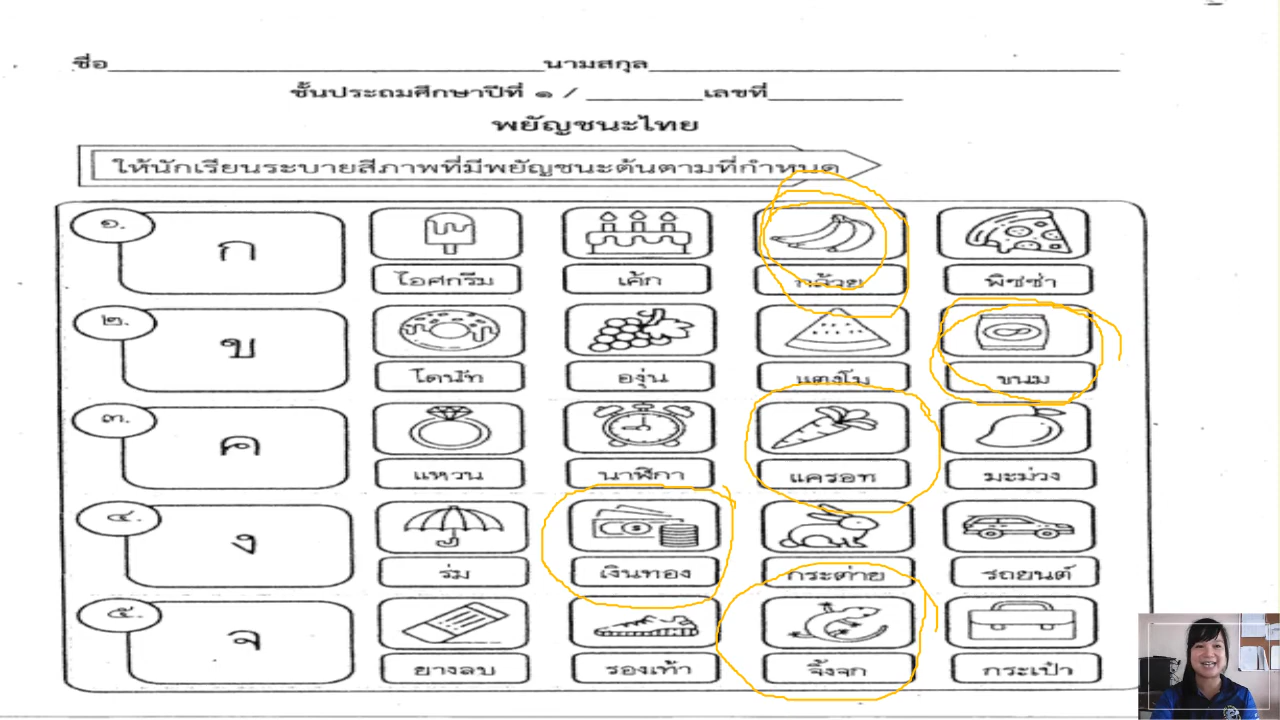 ชื่อ นามสกุล
ชั้นประถมศึกษาปีที่ ๑ / เลขที่
พยัญชนะไทย
ให้นักเรียนระบายสีภาพที่มีพยัญชนะต้นตามที่กำหนด
๑. ก
ไอศกรีม เค้ก กล้วย พิซซ่า
๒. ข
โดนัท องุ่น แตงโม ขนม
๓. ค
แหวน นาฬิกา แครอท มะม่วง
๔. ง
ร่ม เงินทอง กระต่าย รถยนต์
๕. จ
ยางลบ รองเท้า จิ้งจก กระเป๋า